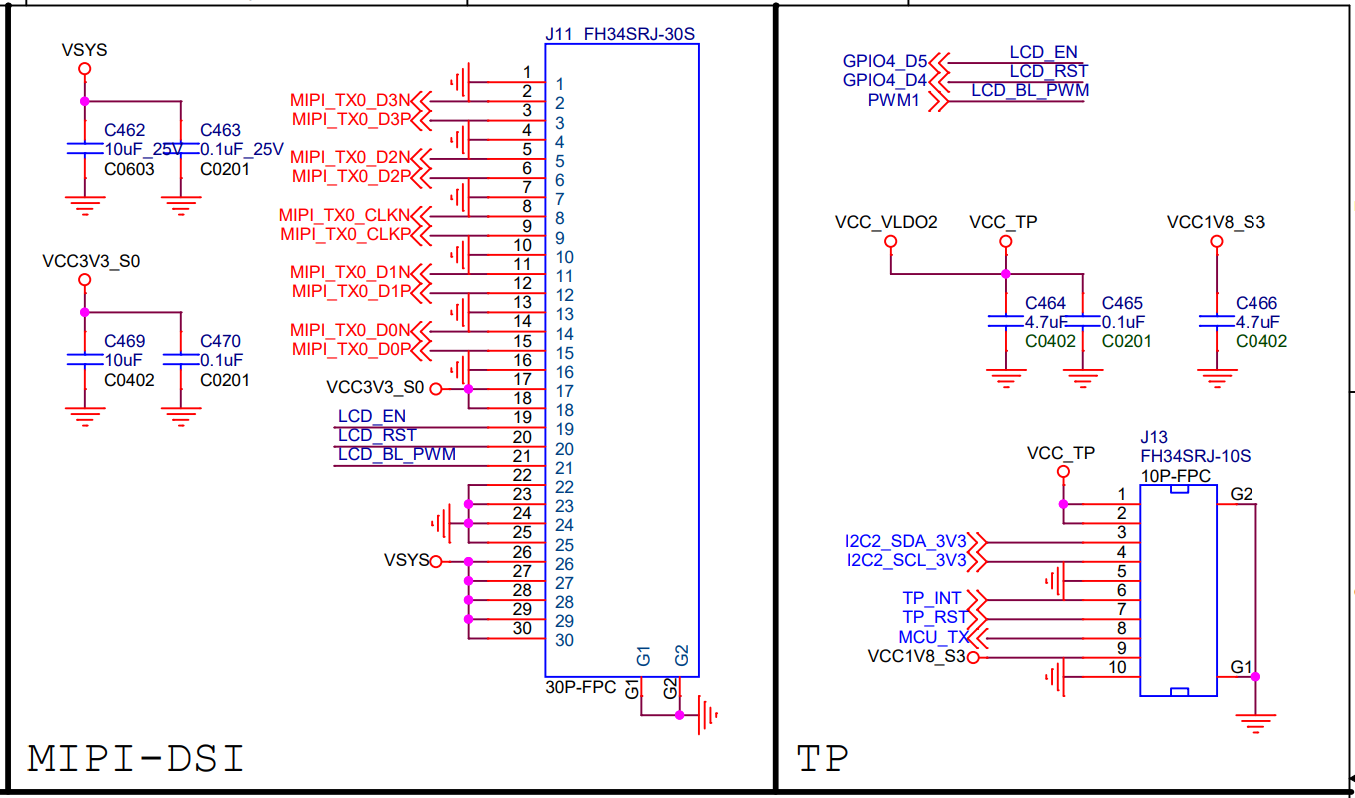 VSYS
C462
10uF_25V
C0603
C463
0.1uF_25V
C0201
VCC3V3_S0
C469
10uF
C0402
C470
0.1uF
C0201
J11 FH34SRJ-30S
1 1
MIPI_TX0_D3N 2 2
MIPI_TX0_D3P 3 3
4 4
MIPI_TX0_D2N 5 5
MIPI_TX0_D2P 6 6
7 7
MIPI_TX0_CLKN 8 8
MIPI_TX0_CLKP 9 9
10 10
MIPI_TX0_D1N 11 11
MIPI_TX0_D1P 12 12
13 13
MIPI_TX0_D0N 14 14
MIPI_TX0_D0P 15 15
16 16
VCC3V3_S0 17 17
18 18
LCD_EN 19 19
LCD_RST 20 20
LCD_BL_PWM 21 21
22 22
23 23
24 24
25 25
VSYS 26 26
27 27
28 28
29 29
30 30
G1 G2
30P-FPC G1 G2
MIPI-DSI
GPIO4_D5 LCD_EN
GPIO4_D4 LCD_RST
PWM1 LCD_BL_PWM
VCC_VLDO2 VCC_TP VCC1V8_S3
C464
4.7uF
C0402
C465
0.1uF
C0201
C466
4.7uF
C0402
J13
FH34SRJ-10S
10P-FPC
VCC_TP
1 G2
2
I2C2_SDA_3V3 3
I2C2_SCL_3V3 4
5
TP_INT 6
TP_RST 7
MCU_TX 8
VCC1V8_S3 9
10 G1
TP